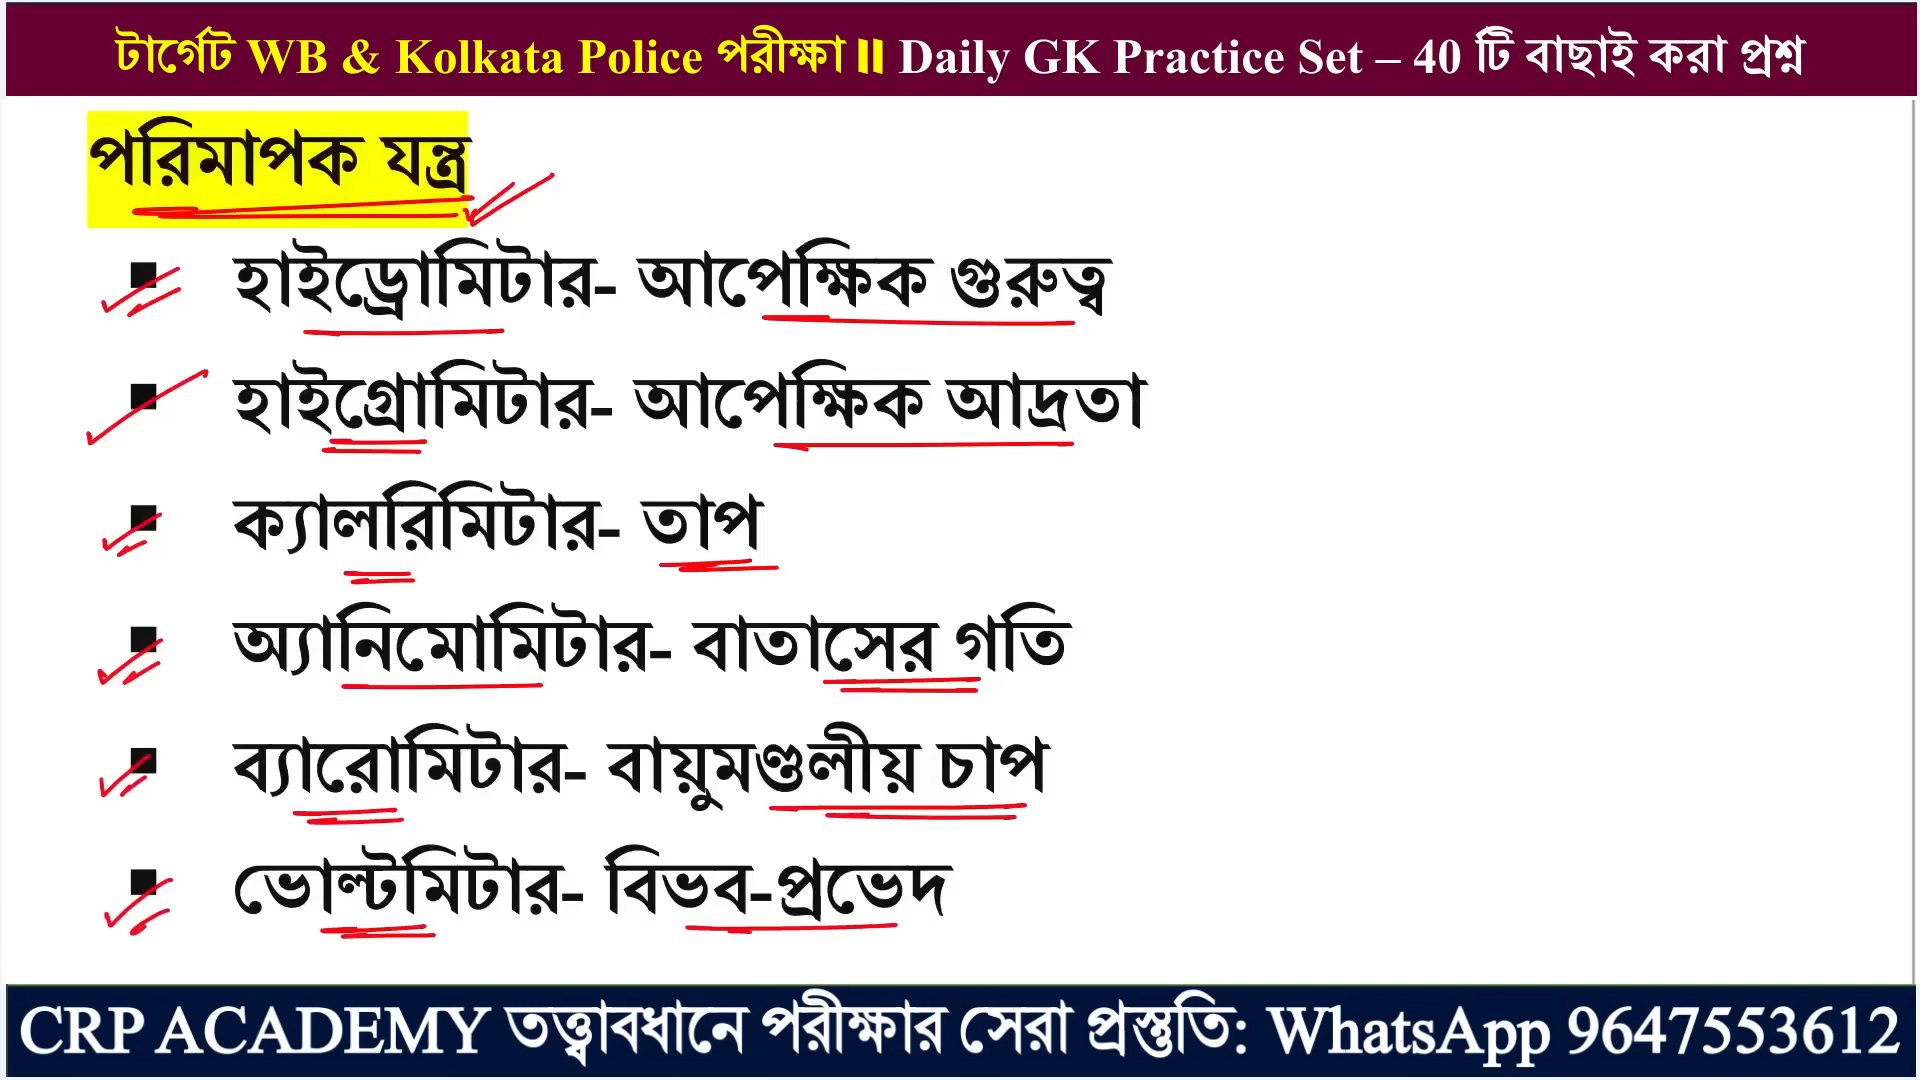 টার্গেট WB & Kolkata Police পরীক্ষা॥ Daily GK Practice Set – 40 টি বাছাই করা প্রশ্ন
পরিমাপক যন্ত্র
■ হাইড্রোমিটার- আপেক্ষিক গুরুত্ব
■ হাইগ্রোমিটার- আপেক্ষিক আদ্রতা
■ ক্যালরিমিটার- তাপ
■ অ্যানিমোমিটার- বাতাসের গতি
■ ব্যারোমিটার- বায়ুমণ্ডলীয় চাপ
■ ভোল্টমিটার- বিভব-প্রভেদ
CRP ACADEMY তত্ত্বাবধানে পরীক্ষার সেরা প্রস্তুতি: WhatsApp 9647553612